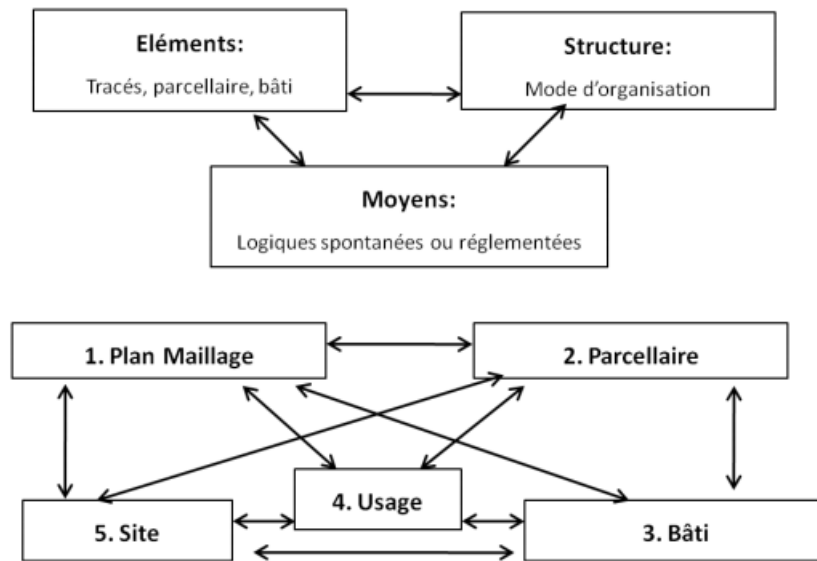 Eléments:
Tracés, parcellaire, bâti
Structure:
Mode d'organisation
Moyens:
Logiques spontanées ou réglementées
1. Plan Maillage
2. Parcellaire
4. Usage
5. Site
3. Bâti